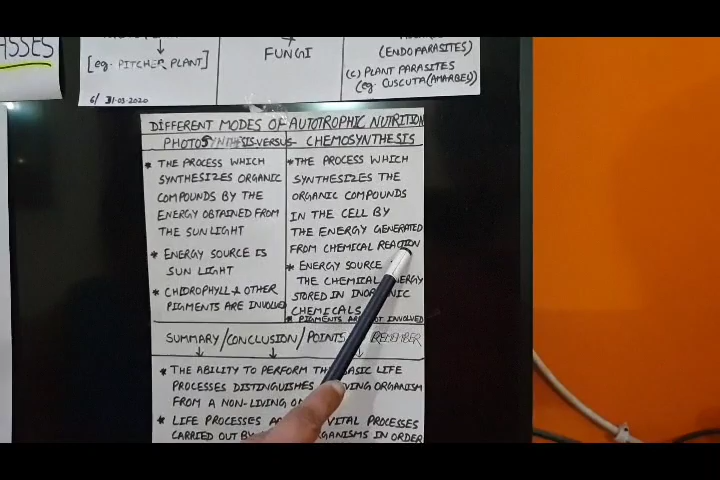 ASSES
[eg. PITCHER PLANT]
6/ 31-03-2020
FUNGI
(ENDOPARASITES)
(c) PLANT PARASITES
(eg. CUSCUTA (AMARBEL)
DIFFERENT MODES OF AUTOTROPHIC NUTRITION
PHOTOSYNTHESIS VERSUS CHEMOSYNTHESIS
* THE PROCESS WHICH
SYNTHESIZES ORGANIC
COMPOUNDS BY THE
ENERGY OBTAINED FROM
THE SUN LIGHT
* ENERGY SOURCE IS
SUN LIGHT
* CHLOROPHYLL & OTHER
PIGMENTS ARE INVOLVED
* THE PROCESS WHICH
SYNTHESIZES THE
ORGANIC COMPOUNDS
IN THE CELL BY
THE ENERGY GENERATED
FROM CHEMICAL REACTION
* ENERGY SOURCE
THE CHEMICAL ENERGY
STORED IN INORGANIC
CHEMICALS
* PIGMENTS ARE NOT INVOLVED
SUMMARY/CONCLUSION/POINTS REMEMBER
* THE ABILITY TO PERFORM THE BASIC LIFE
PROCESSES DISTINGUISHES LIVING ORGANISM
FROM A NON-LIVING
* LIFE PROCESSES VITAL PROCESSES
CARRIED OUT BY ORGANISMS IN ORDER